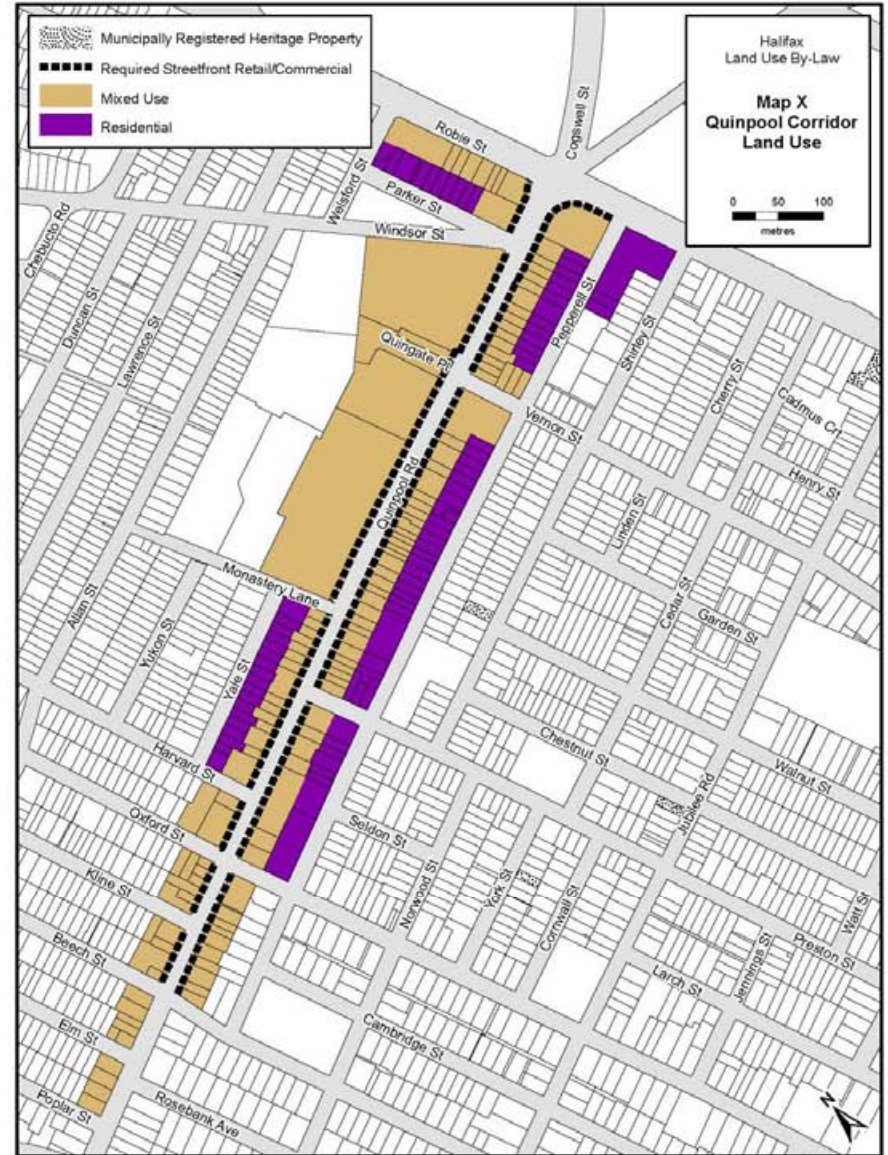 Municipally Registered Heritage Property
Required Streetfront Retail/Commercial
Mixed Use
Residential
Halifax
Land Use By-Law
Map X
Quinpool Corridor
Land Use
0 50 100
metres
Cogswell St
Robie St
Welsford St
Parker St
Windsor St
Chebucto Rd
Duncan St
Lawrence St
Quingate Pl
Pepperell St
Shirley St
Cherry St
Cadmus Crt
Vernon St
Henry St
Quinpool Rd
Linden St
Monastery Lane
Allan St
Yukon St
Yale St
Cedar St
Garden St
Harvard St
Chestnut St
Walnut St
Oxford St
Seldon St
Jubilee Rd
Kline St
Norwood St
York St
Cornwall St
Watt St
Beech St
Preston St
Jennings St
Larch St
Elm St
Cambridge St
Poplar St
Rosebank Ave
N